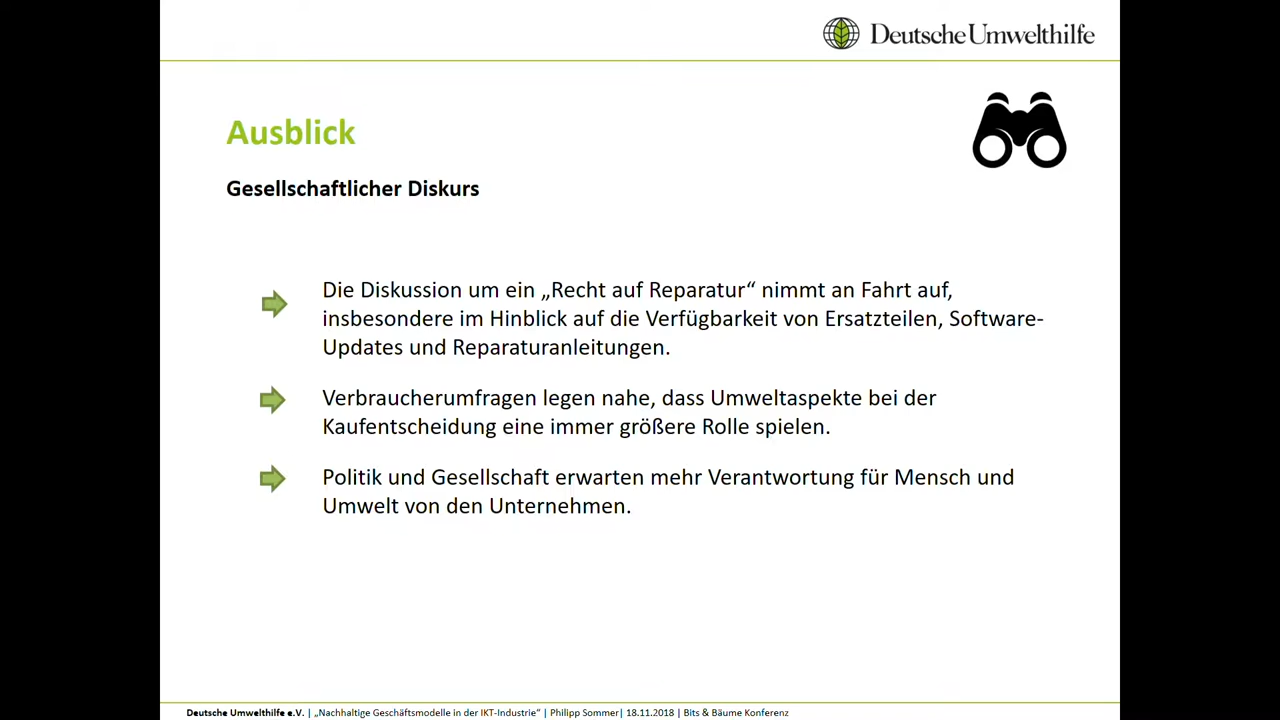 Deutsche Umwelthilfe
Ausblick
Gesellschaftlicher Diskurs
Die Diskussion um ein „Recht auf Reparatur“ nimmt an Fahrt auf,
insbesondere im Hinblick auf die Verfügbarkeit von Ersatzteilen, Software-
Updates und Reparaturanleitungen.
Verbraucherumfragen legen nahe, dass Umweltaspekte bei der
Kaufentscheidung eine immer größere Rolle spielen.
Politik und Gesellschaft erwarten mehr Verantwortung für Mensch und
Umwelt von den Unternehmen.
Deutsche Umwelthilfe e.V. | „Nachhaltige Geschäftsmodelle in der IKT-Industrie“ | Philipp Sommer| 18.11.2018 | Bits & Bäume Konferenz